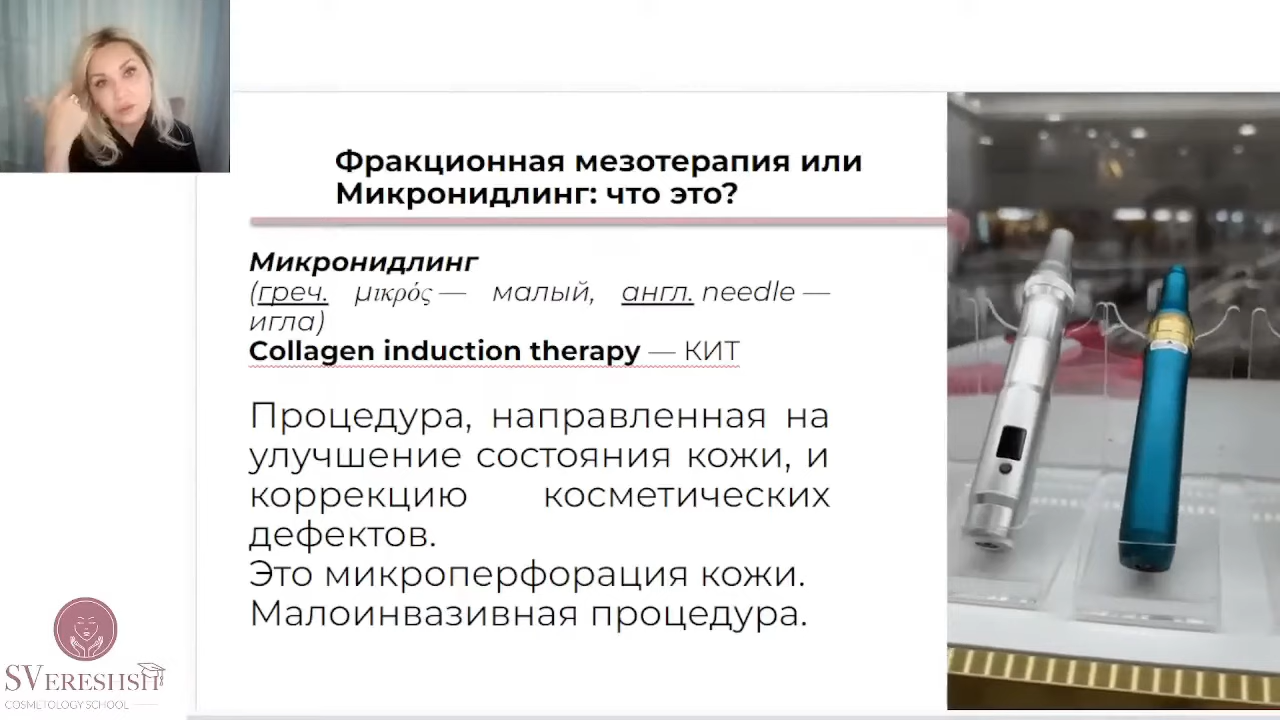 Фракционная мезотерапия или
Микронидлинг: что это?
Микронидлинг
(греч. μικρός — малый, англ. needle —
игла)
Collagen induction therapy — КИТ
Процедура, направленная на
улучшение состояния кожи, и
коррекцию косметических
дефектов.
Это микроперфорация кожи.
Малоинвазивная процедура.
SVERESHSH
COSMETOLOGY SCHOOL